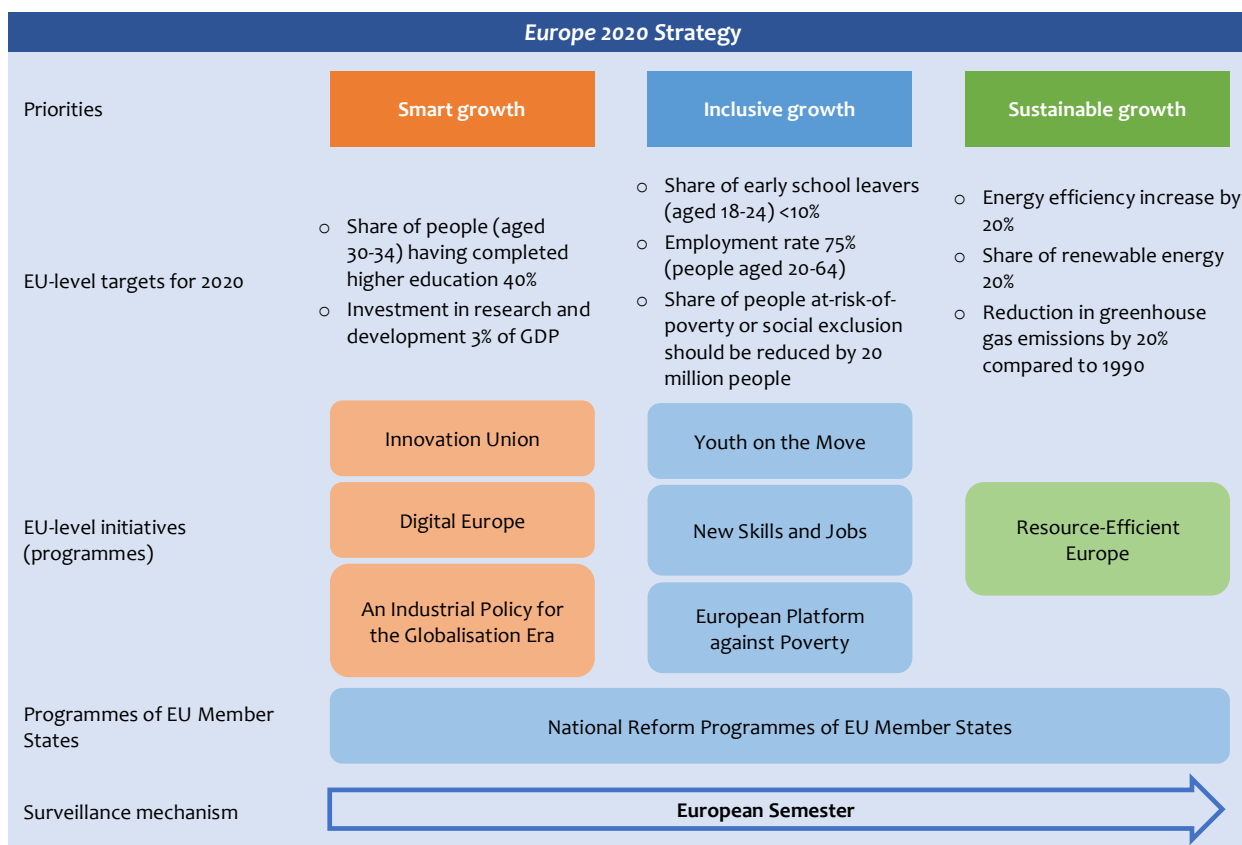 Europe 2020 Strategy
Priorities
Smart growth
Inclusive growth
Sustainable growth
EU-level targets for 2020
o Share of people (aged
30-34) having completed
higher education 40%
o Investment in research and
development 3% of GDP
o Share of early school leavers
(aged 18-24) <10%
o Employment rate 75%
(people aged 20-64)
o Share of people at-risk-of-
poverty or social exclusion
should be reduced by 20
million people
o Energy efficiency increase by
20%
o Share of renewable energy
20%
o Reduction in greenhouse
gas emissions by 20%
compared to 1990
EU-level initiatives
(programmes)
Innovation Union
Digital Europe
An Industrial Policy for
the Globalisation Era
Youth on the Move
New Skills and Jobs
European Platform
against Poverty
Resource-Efficient
Europe
Programmes of EU Member
States
National Reform Programmes of EU Member States
Surveillance mechanism
European Semester